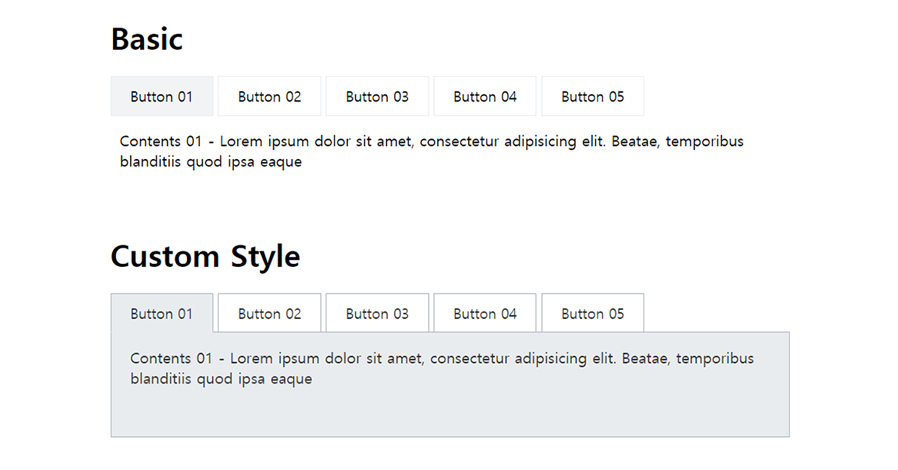 Basic
Button 01 Button 02 Button 03 Button 04 Button 05
Contents 01 - Lorem ipsum dolor sit amet, consectetur adipisicing elit. Beatae, temporibus
blanditiis quod ipsa eaque
Custom Style
Button 01 Button 02 Button 03 Button 04 Button 05
Contents 01 - Lorem ipsum dolor sit amet, consectetur adipisicing elit. Beatae, temporibus
blanditiis quod ipsa eaque